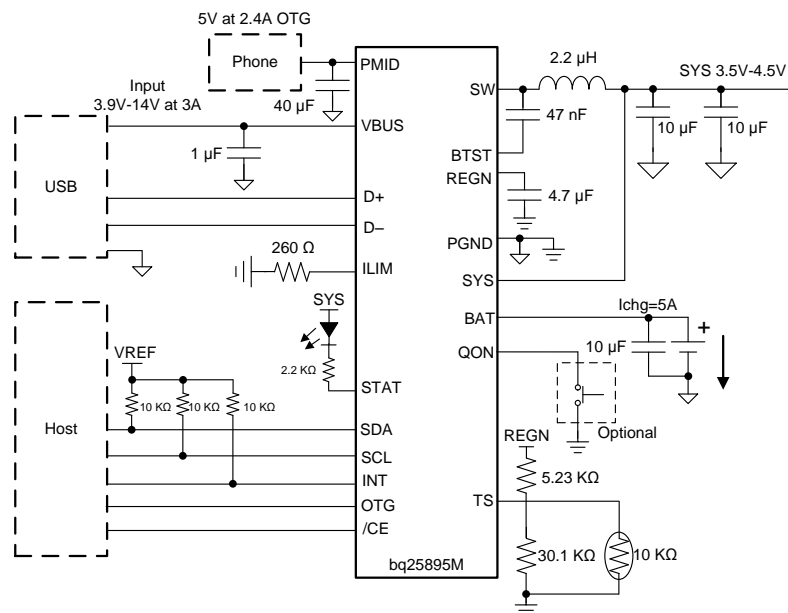 5V at 2.4A OTG
Phone
PMID
40 µF
Input
3.9V-14V at 3A
VBUS
1 µF
USB
D+
D–
260 Ω
ILIM
SYS
2.2 KΩ
STAT
VREF
10 KΩ
10 KΩ
10 KΩ
Host
SDA
SCL
INT
OTG
/CE
bq25895M
SW
2.2 µH
SYS 3.5V-4.5V
47 nF
10 µF
10 µF
BTST
REGN
4.7 µF
PGND
SYS
BAT
Ichg=5A
+
10 µF
QON
Optional
REGN
5.23 KΩ
TS
30.1 KΩ
10 KΩ